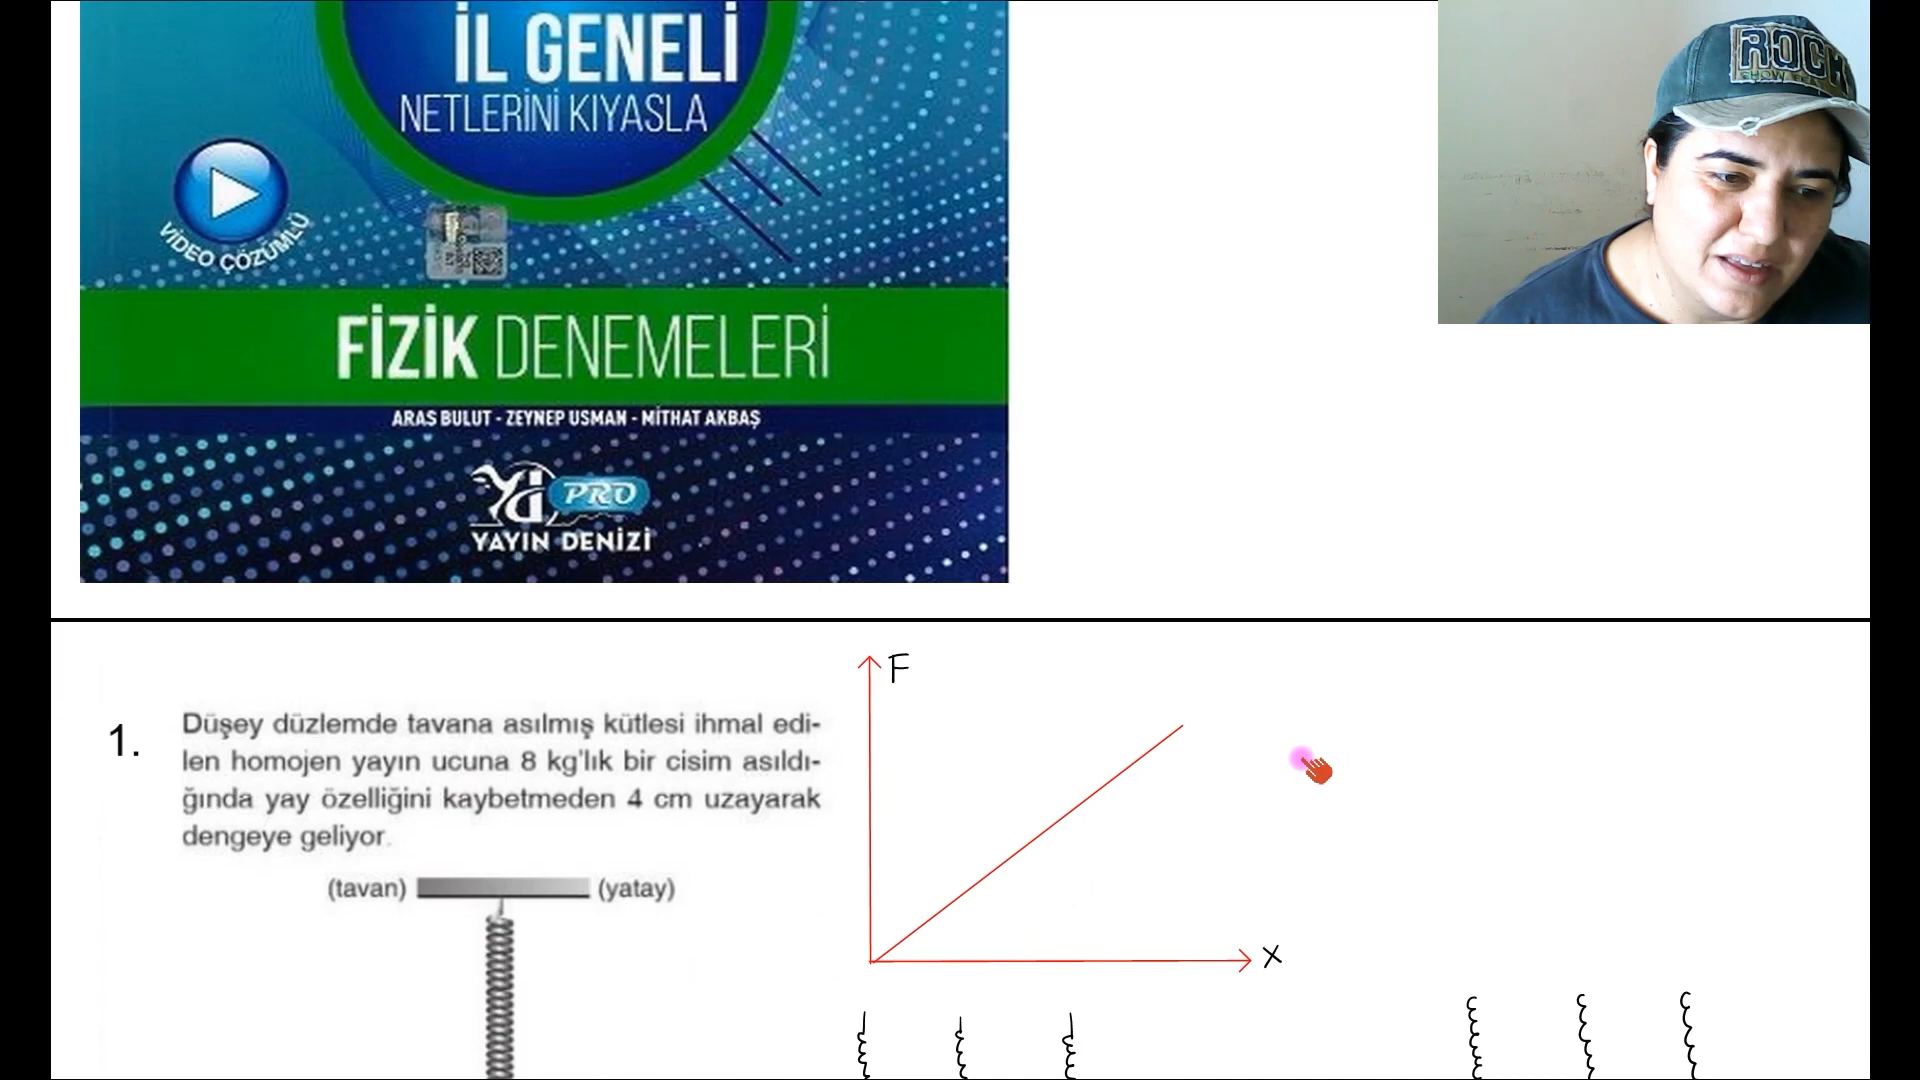 İL GENELİ
NETLERİNİ KIYASLA
VİDEO ÇÖZÜMLÜ
FİZİK DENEMELERİ
ARAS BULUT - ZEYNEP USMAN - MİTHAT AKBAŞ
Yd PRO
YAYIN DENİZİ
ROCK
F
1. Düşey düzlemde tavana asılmış kütlesi ihmal edi-
len homojen yayın ucuna 8 kg'lık bir cisim asıldı-
ğında yay özelliğini kaybetmeden 4 cm uzayarak
dengeye geliyor.
(tavan) (yatay)
x